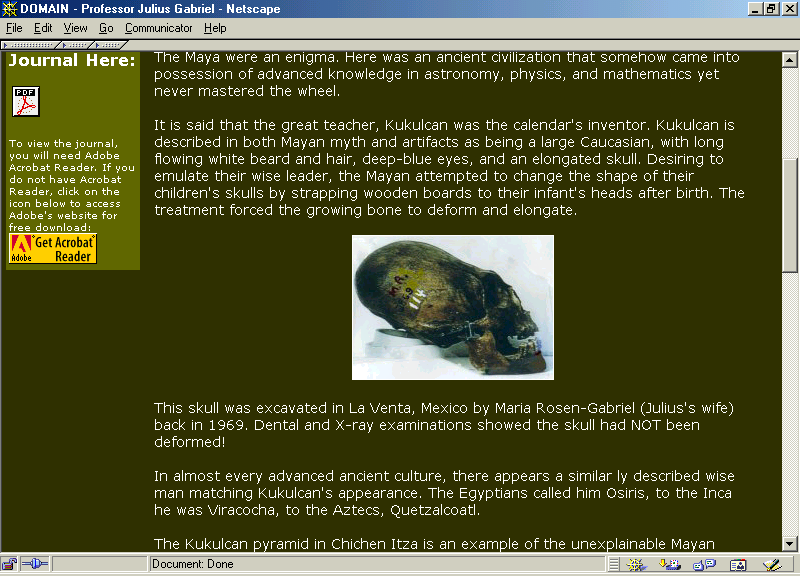 DOMAIN - Professor Julius Gabriel - Netscape
File Edit View Go Communicator Help
Journal Here:
PDF
To view the journal,
you will need Adobe
Acrobat Reader. If you
do not have Acrobat
Reader, click on the
icon below to access
Adobe's website for
free download:
Get Acrobat
Adobe Reader
The Maya were an enigma. Here was an ancient civilization that somehow came into
possession of advanced knowledge in astronomy, physics, and mathematics yet
never mastered the wheel.
It is said that the great teacher, Kukulcan was the calendar's inventor. Kukulcan is
described in both Mayan myth and artifacts as being a large Caucasian, with long
flowing white beard and hair, deep-blue eyes, and an elongated skull. Desiring to
emulate their wise leader, the Mayan attempted to change the shape of their
children's skulls by strapping wooden boards to their infant's heads after birth. The
treatment forced the growing bone to deform and elongate.
M.R.
69
114
This skull was excavated in La Venta, Mexico by Maria Rosen-Gabriel (Julius's wife)
back in 1969. Dental and X-ray examinations showed the skull had NOT been
deformed!
In almost every advanced ancient culture, there appears a similar ly described wise
man matching Kukulcan's appearance. The Egyptians called him Osiris, to the Inca
he was Viracocha, to the Aztecs, Quetzalcoatl.
The Kukulcan pyramid in Chichen Itza is an example of the unexplainable Mayan
Document: Done